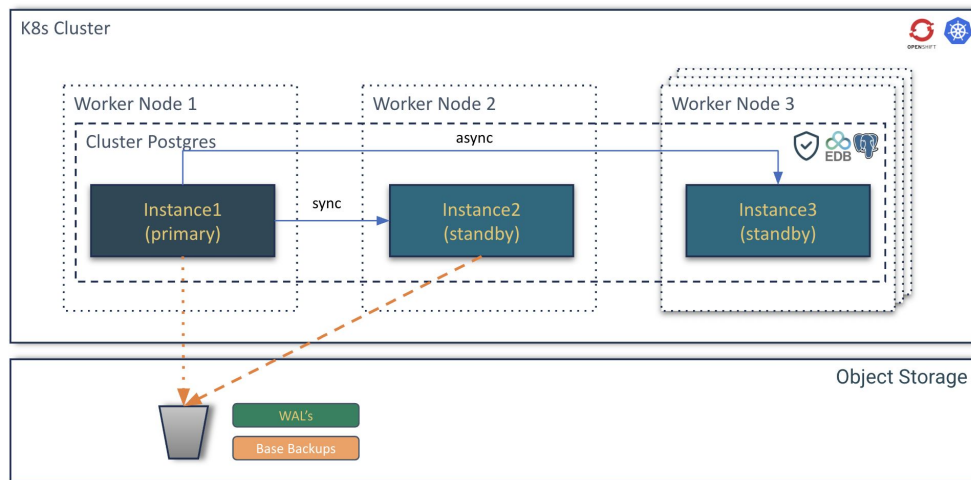 K8s Cluster
OPENSHIFT
Worker Node 1
Worker Node 2
Worker Node 3
Cluster Postgres
async
EDB
Instance1
(primary)
sync
Instance2
(standby)
Instance3
(standby)
Object Storage
WAL's
Base Backups